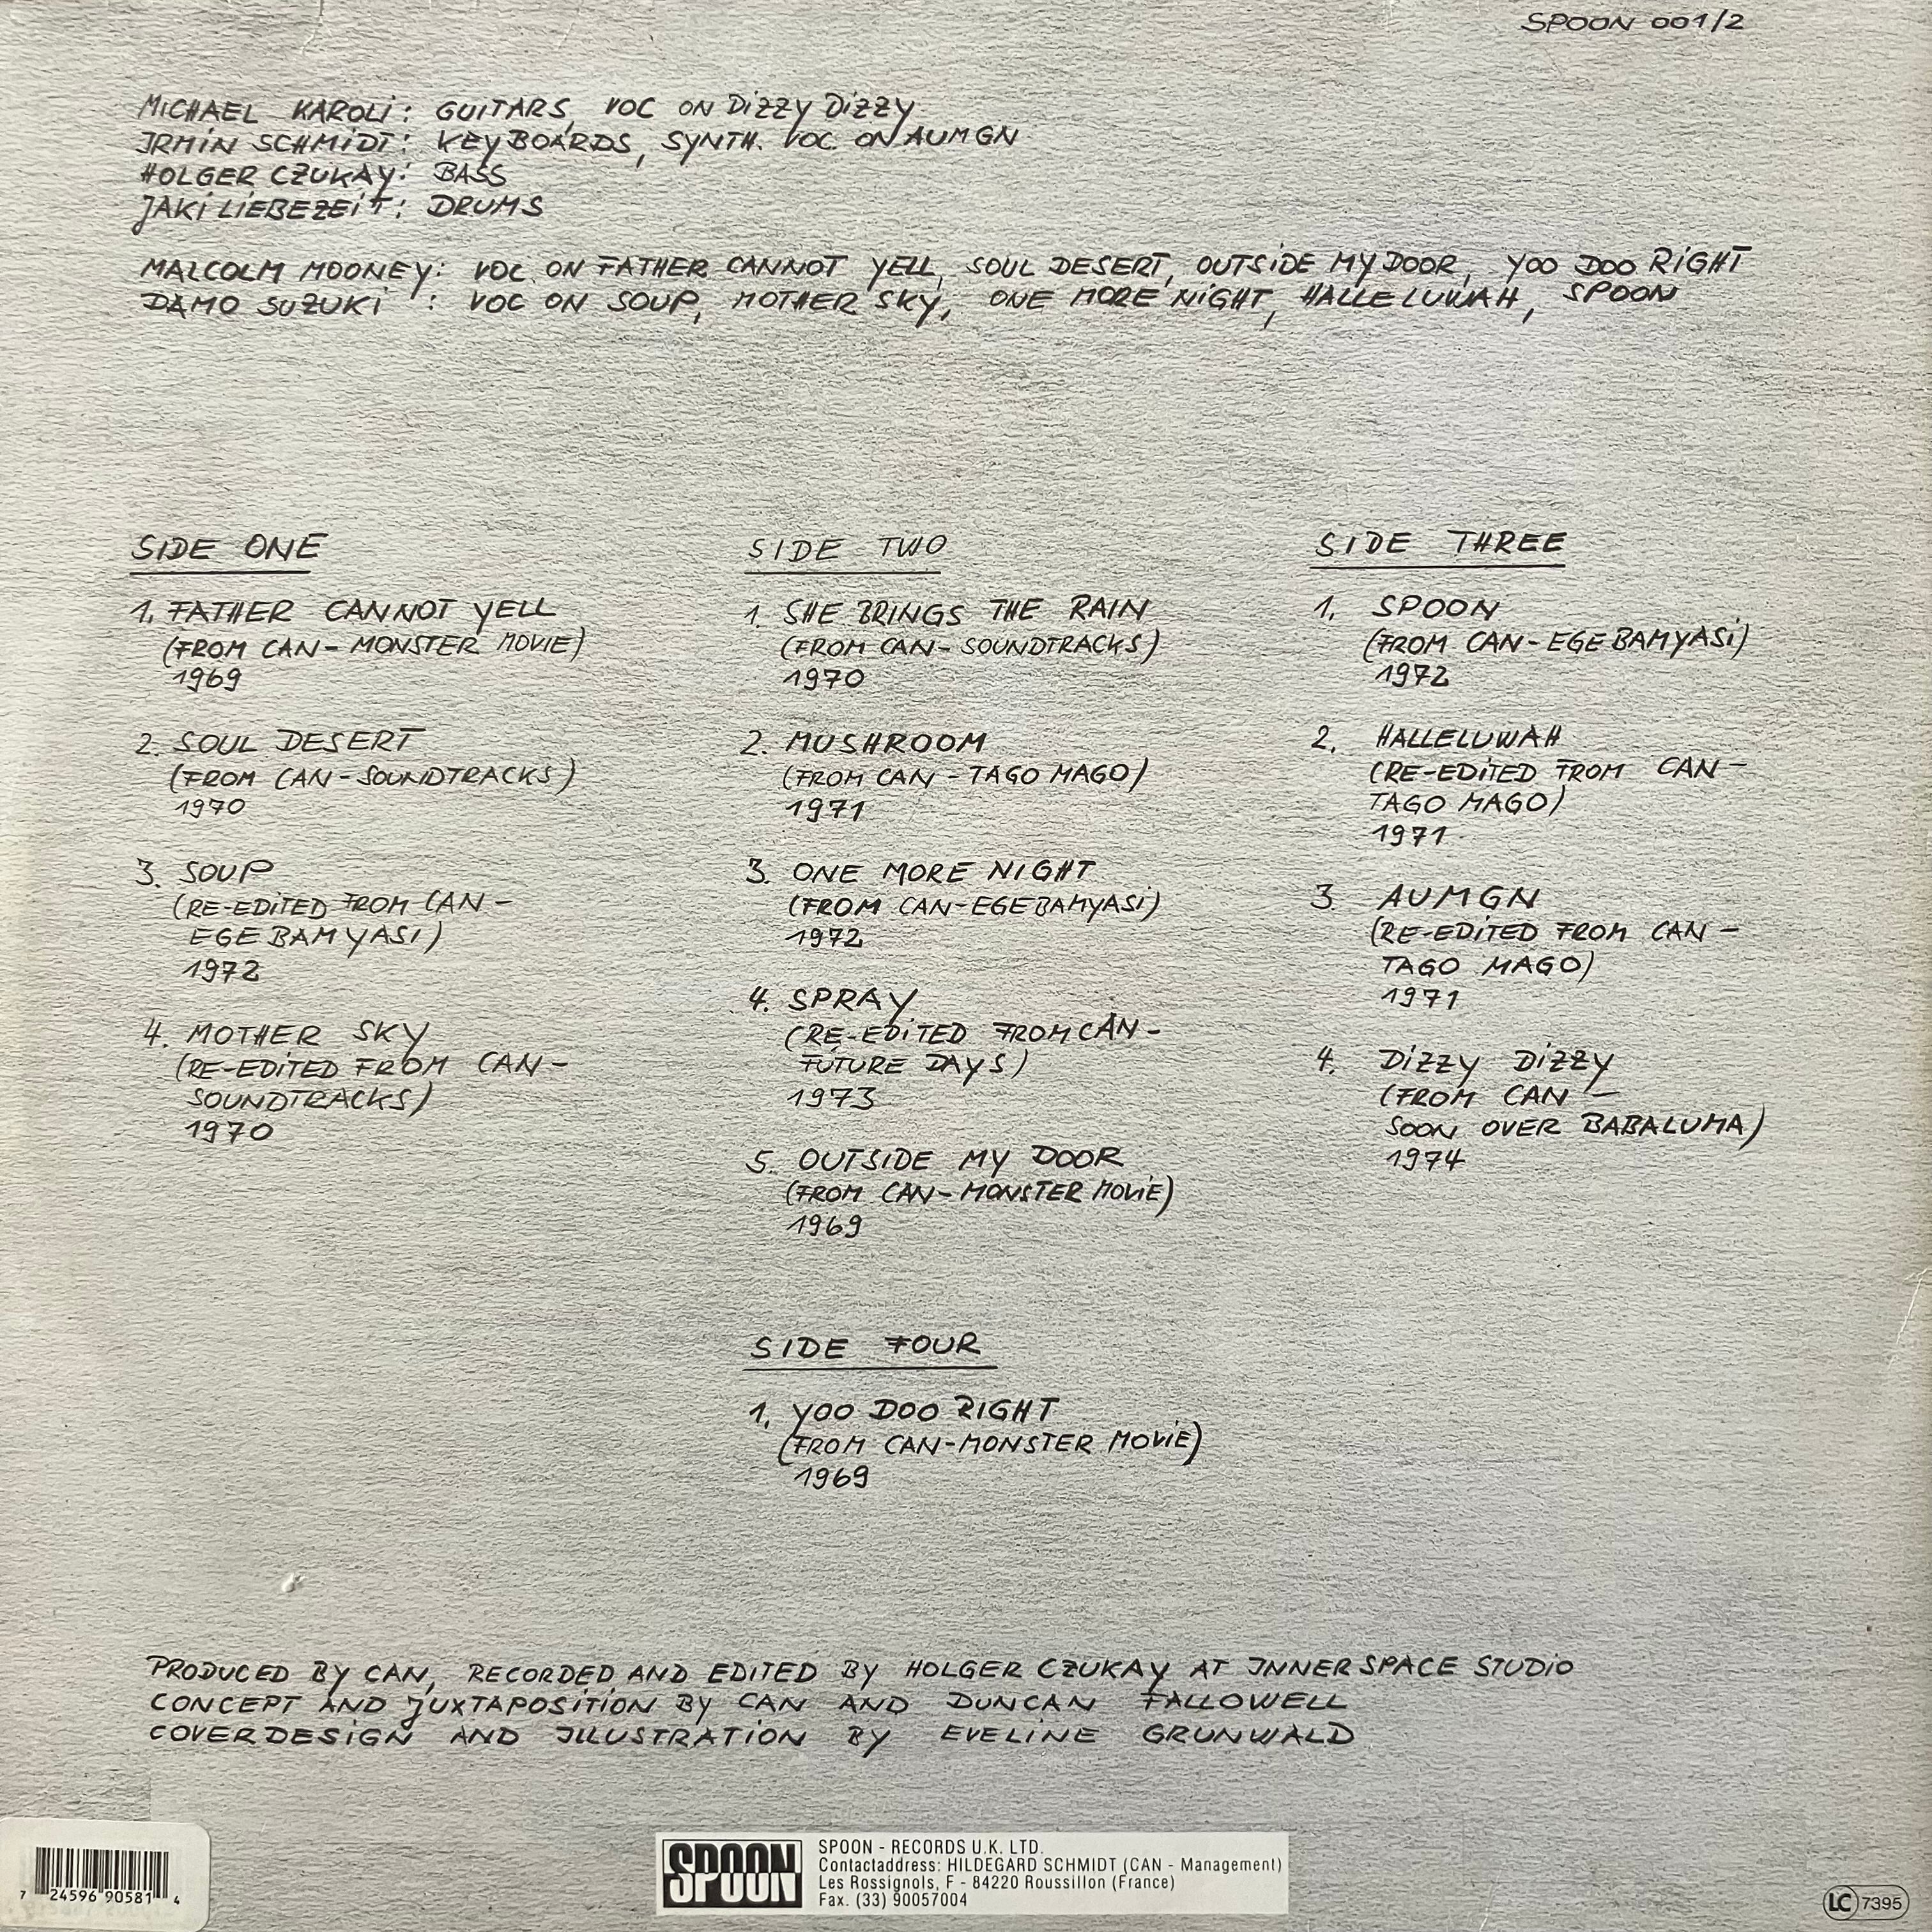 SPOON 001/2
MICHAEL KAROLI: GUITARS, VOC ON DIZZY DIZZY
IRMIN SCHMIDT: KEYBOARDS, SYNTH. VOC. ON AUMGN
HOLGER CZUKAY: BASS
JAKI LIEBEZEIT: DRUMS
MALCOLM MOONEY: VOC. ON FATHER CANNOT YELL, SOUL DESERT, OUTSIDE MY DOOR, YOO DOO RIGHT
DAMO SUZUKI : VOC ON SOUP, MOTHER SKY, ONE MORE NIGHT, HALLELUWAH, SPOON
SIDE ONE
1. FATHER CANNOT YELL
(FROM CAN - MONSTER MOVIE)
1969
2. SOUL DESERT
(FROM CAN - SOUNDTRACKS)
1970
3. SOUP
(RE-EDITED FROM CAN -
EGE BAMYASI)
1972
4. MOTHER SKY
(RE-EDITED FROM CAN -
SOUNDTRACKS)
1970
SIDE TWO
1. SHE BRINGS THE RAIN
(FROM CAN - SOUNDTRACKS)
1970
2. MUSHROOM
(FROM CAN - TAGO MAGO)
1971
3. ONE MORE NIGHT
(FROM CAN - EGE BAMYASI)
1972
4. SPRAY
(RE-EDITED FROM CAN -
FUTURE DAYS)
1973
5. OUTSIDE MY DOOR
(FROM CAN - MONSTER MOVIE)
1969
SIDE THREE
1. SPOON
(FROM CAN - EGE BAMYASI)
1972
2. HALLELUWAH
(RE-EDITED FROM CAN -
TAGO MAGO)
1971
3. AUMGN
(RE-EDITED FROM CAN -
TAGO MAGO)
1971
4. DIZZY DIZZY
(FROM CAN -
SOON OVER BABALUMA)
1974
SIDE FOUR
1. YOO DOO RIGHT
(FROM CAN - MONSTER MOVIE)
1969
PRODUCED BY CAN, RECORDED AND EDITED BY HOLGER CZUKAY AT INNER SPACE STUDIO
CONCEPT AND JUXTAPOSITION BY CAN AND DUNCAN FALLOWELL
COVERDESIGN AND ILLUSTRATION BY EVELINE GRUNWALD
7 24596 90581 4
SPOON
SPOON
SPOON - RECORDS U.K. LTD.
Contactaddress: HILDEGARD SCHMIDT (CAN - Management)
Les Rossignols, F - 84220 Roussillon (France)
Fax. (33) 90057004
LC 7395